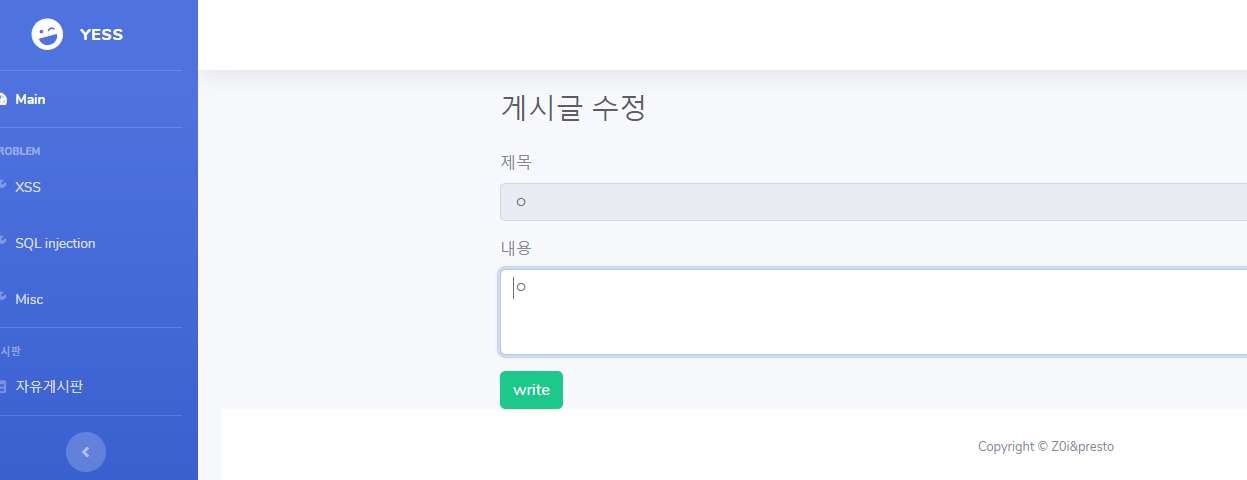 YESS
Main
ROBLEM
XSS
SQL injection
Misc
시판
자유게시판
게시글 수정
제목
ㅇ
내용
ㅇ
write
Copyright © Z0i&presto